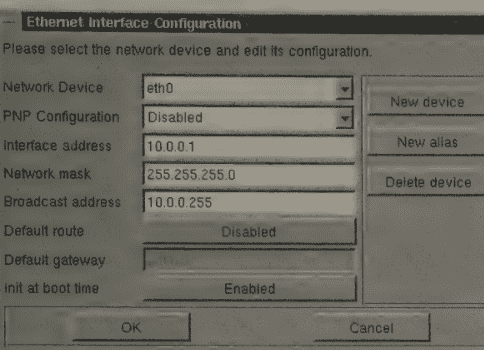 Ethernet Interface Configuration
Please select the network device and edit its configuration.
Network Device eth0
New device
PNP Configuration Disabled
Interface address 10.0.0.1
New alias
Network mask 255.255.255.0
Delete device
Broadcast address 10.0.0.255
Default route Disabled
Default gateway
Init at boot time Enabled
OK Cancel